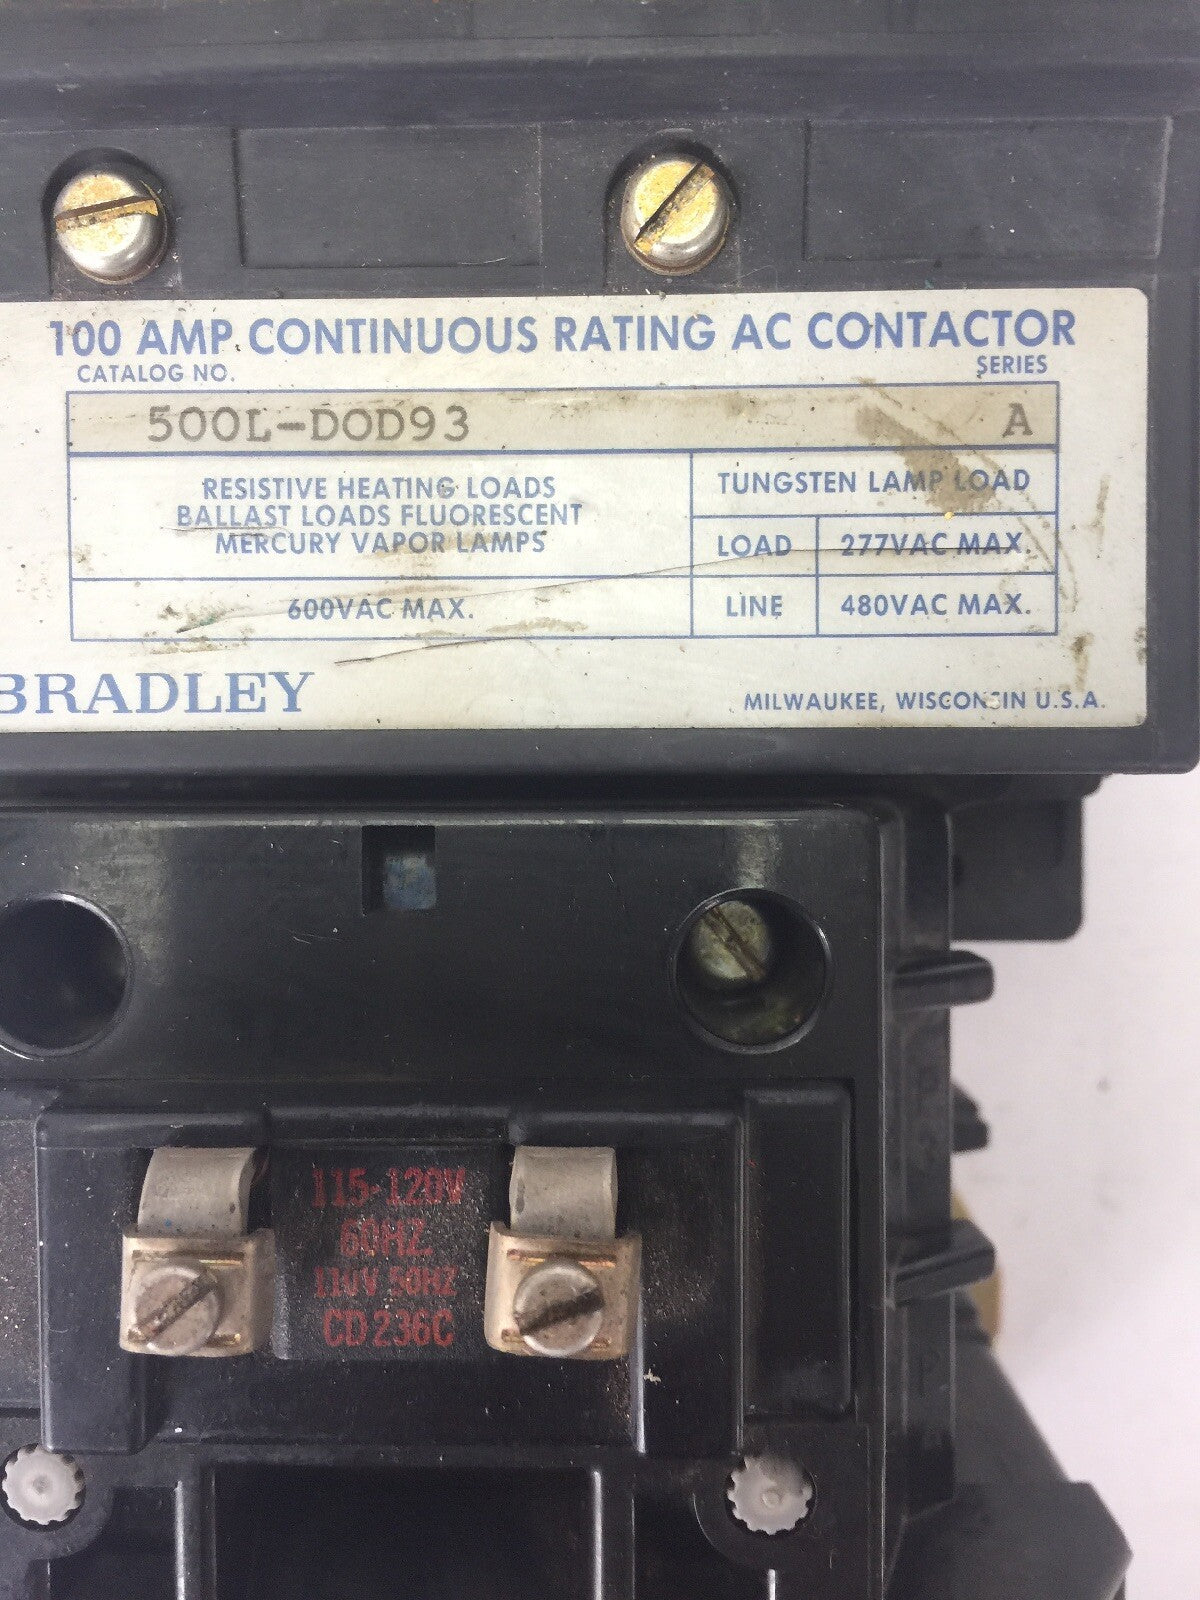 100 AMP CONTINUOUS RATING AC CONTACTOR
CATALOG NO. SERIES
500L-DOD93 A
RESISTIVE HEATING LOADS
BALLAST LOADS FLUORESCENT
MERCURY VAPOR LAMPS
600VAC MAX.
TUNGSTEN LAMP LOAD
LOAD 277VAC MAX.
LINE 480VAC MAX.
BRADLEY
MILWAUKEE, WISCONSIN U.S.A.
115-120V
60HZ.
110V 50HZ
CD236C